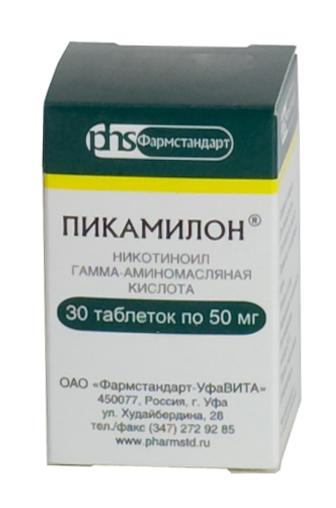 phs Фармстандарт
ПИКАМИЛОН®
НИКОТИНОИЛ
ГАММА-АМИНОМАСЛЯНАЯ
КИСЛОТА
30 таблеток по 50 мг
ОАО «Фармстандарт-УфаВИТА»
450077, Россия, г. Уфа
ул. Худайбердина, 28
тел./факс (347) 272 92 85
www.pharmstd.ru